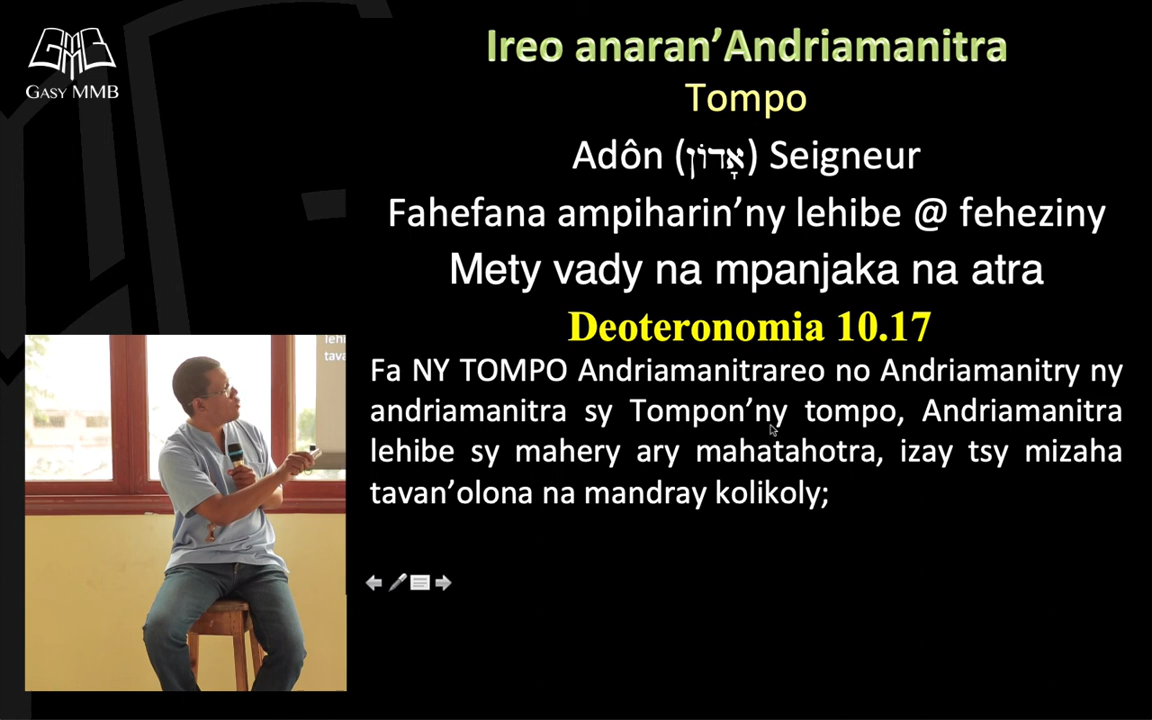 GMMB
GASY MMB
Ireo anaran’Andriamanitra
Tompo
Adôn (אָדוֹן) Seigneur
Fahefana ampiharin’ny lehibe @ feheziny
Mety vady na mpanjaka na atra
Deoteronomia 10.17
Fa NY TOMPO Andriamanitrareo no Andriamanitry ny
andriamanitra sy Tompon’ny tompo, Andriamanitra
lehibe sy mahery ary mahatahotra, izay tsy mizaha
tavan’olona na mandray kolikoly;